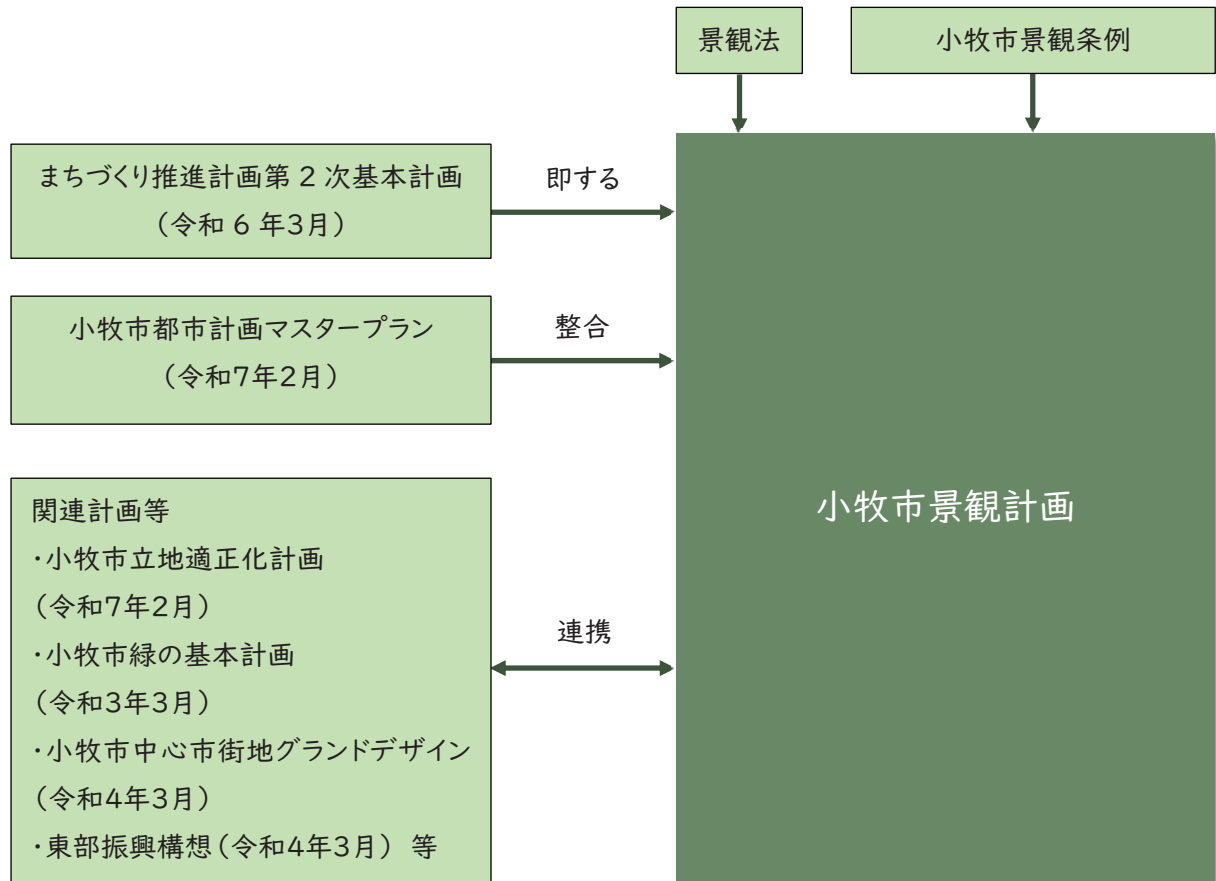 景観法
小牧市景観条例
まちづくり推進計画第 2 次基本計画
（令和 6 年3月）
即する
小牧市都市計画マスタープラン
（令和7年2月）
整合
関連計画等
・小牧市立地適正化計画
（令和7年2月）
・小牧市緑の基本計画
（令和3年3月）
・小牧市中心市街地グランドデザイン
（令和4年3月）
・東部振興構想（令和4年3月） 等
連携
小牧市景観計画